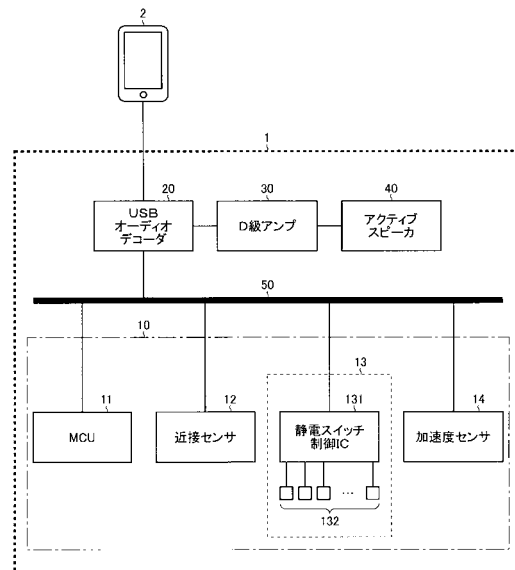 2
1
20
30
40
USB
オーディオ
デコーダ
D級アンプ
アクティブ
スピーカ
50
10
13
11
12
131
14
MCU
近接センサ
静電スイッチ
制御IC
加速度センサ
…
132